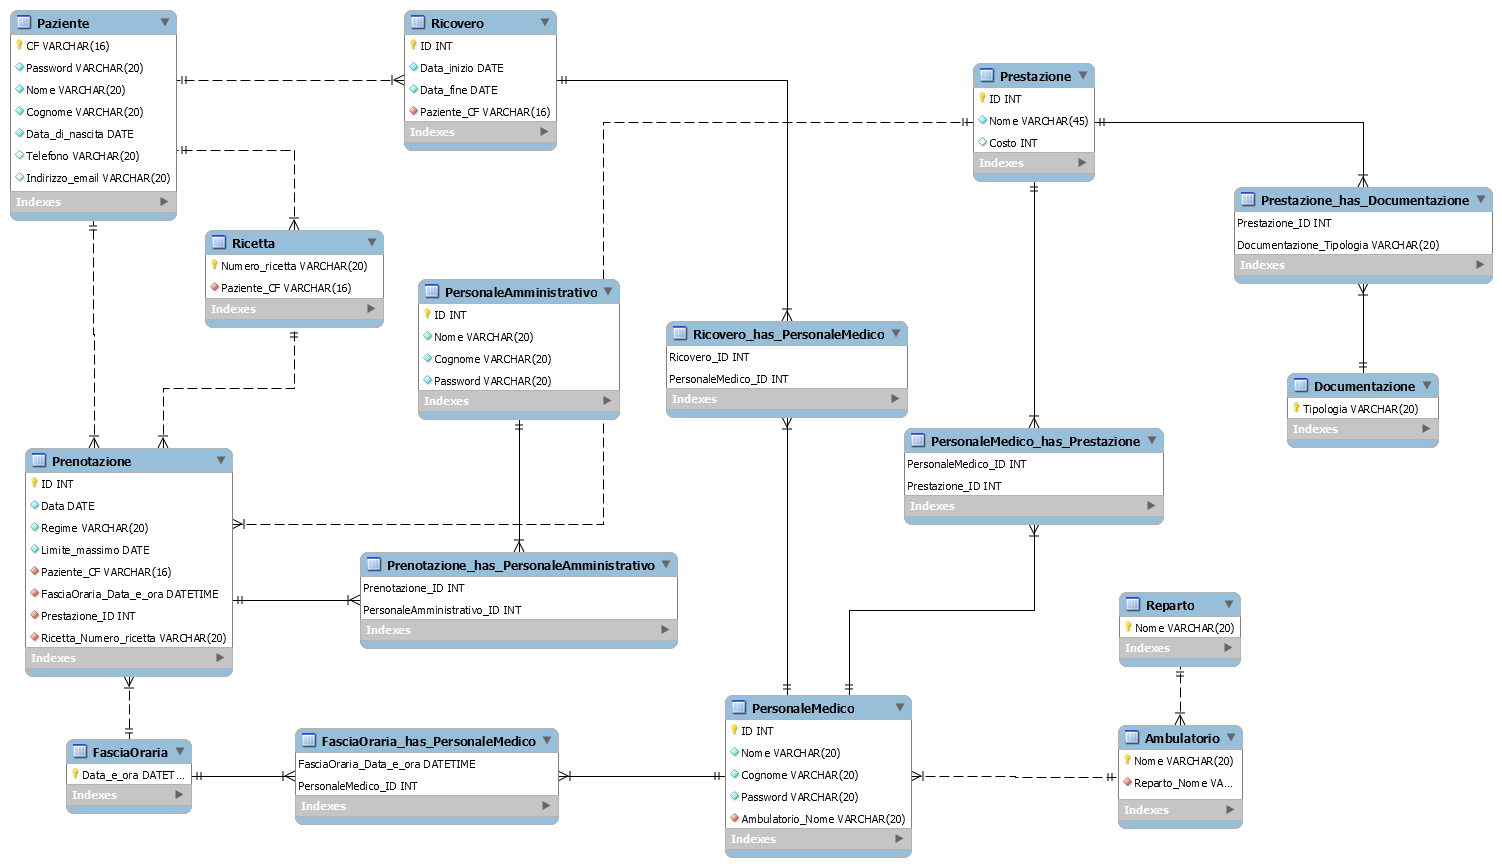 Paziente
CF VARCHAR(16)
Password VARCHAR(20)
Nome VARCHAR(20)
Cognome VARCHAR(20)
Data_di_nascita DATE
Telefono VARCHAR(20)
Indirizzo_email VARCHAR(20)
Indexes
Ricovero
ID INT
Data_inizio DATE
Data_fine DATE
Paziente_CF VARCHAR(16)
Indexes
Prestazione
ID INT
Nome VARCHAR(45)
Costo INT
Indexes
Prestazione_has_Documentazione
Prestazione_ID INT
Documentazione_Tipologia VARCHAR(20)
Indexes
Ricetta
Numero_ricetta VARCHAR(20)
Paziente_CF VARCHAR(16)
Indexes
PersonaleAmministrativo
ID INT
Nome VARCHAR(20)
Cognome VARCHAR(20)
Password VARCHAR(20)
Indexes
Ricovero_has_PersonaleMedico
Ricovero_ID INT
PersonaleMedico_ID INT
Indexes
Documentazione
Tipologia VARCHAR(20)
Indexes
PersonaleMedico_has_Prestazione
PersonaleMedico_ID INT
Prestazione_ID INT
Indexes
Prenotazione
ID INT
Data DATE
Regime VARCHAR(20)
Limite_massimo DATE
Paziente_CF VARCHAR(16)
FasciaOraria_Data_e_ora DATETIME
Prestazione_ID INT
Ricetta_Numero_ricetta VARCHAR(20)
Indexes
Prenotazione_has_PersonaleAmministrativo
Prenotazione_ID INT
PersonaleAmministrativo_ID INT
Indexes
Reparto
Nome VARCHAR(20)
Indexes
FasciaOraria
Data_e_ora DATET...
Indexes
FasciaOraria_has_PersonaleMedico
FasciaOraria_Data_e_ora DATETIME
PersonaleMedico_ID INT
Indexes
PersonaleMedico
ID INT
Nome VARCHAR(20)
Cognome VARCHAR(20)
Password VARCHAR(20)
Ambulatorio_Nome VARCHAR(20)
Indexes
Ambulatorio
Nome VARCHAR(20)
Reparto_Nome VA...
Indexes